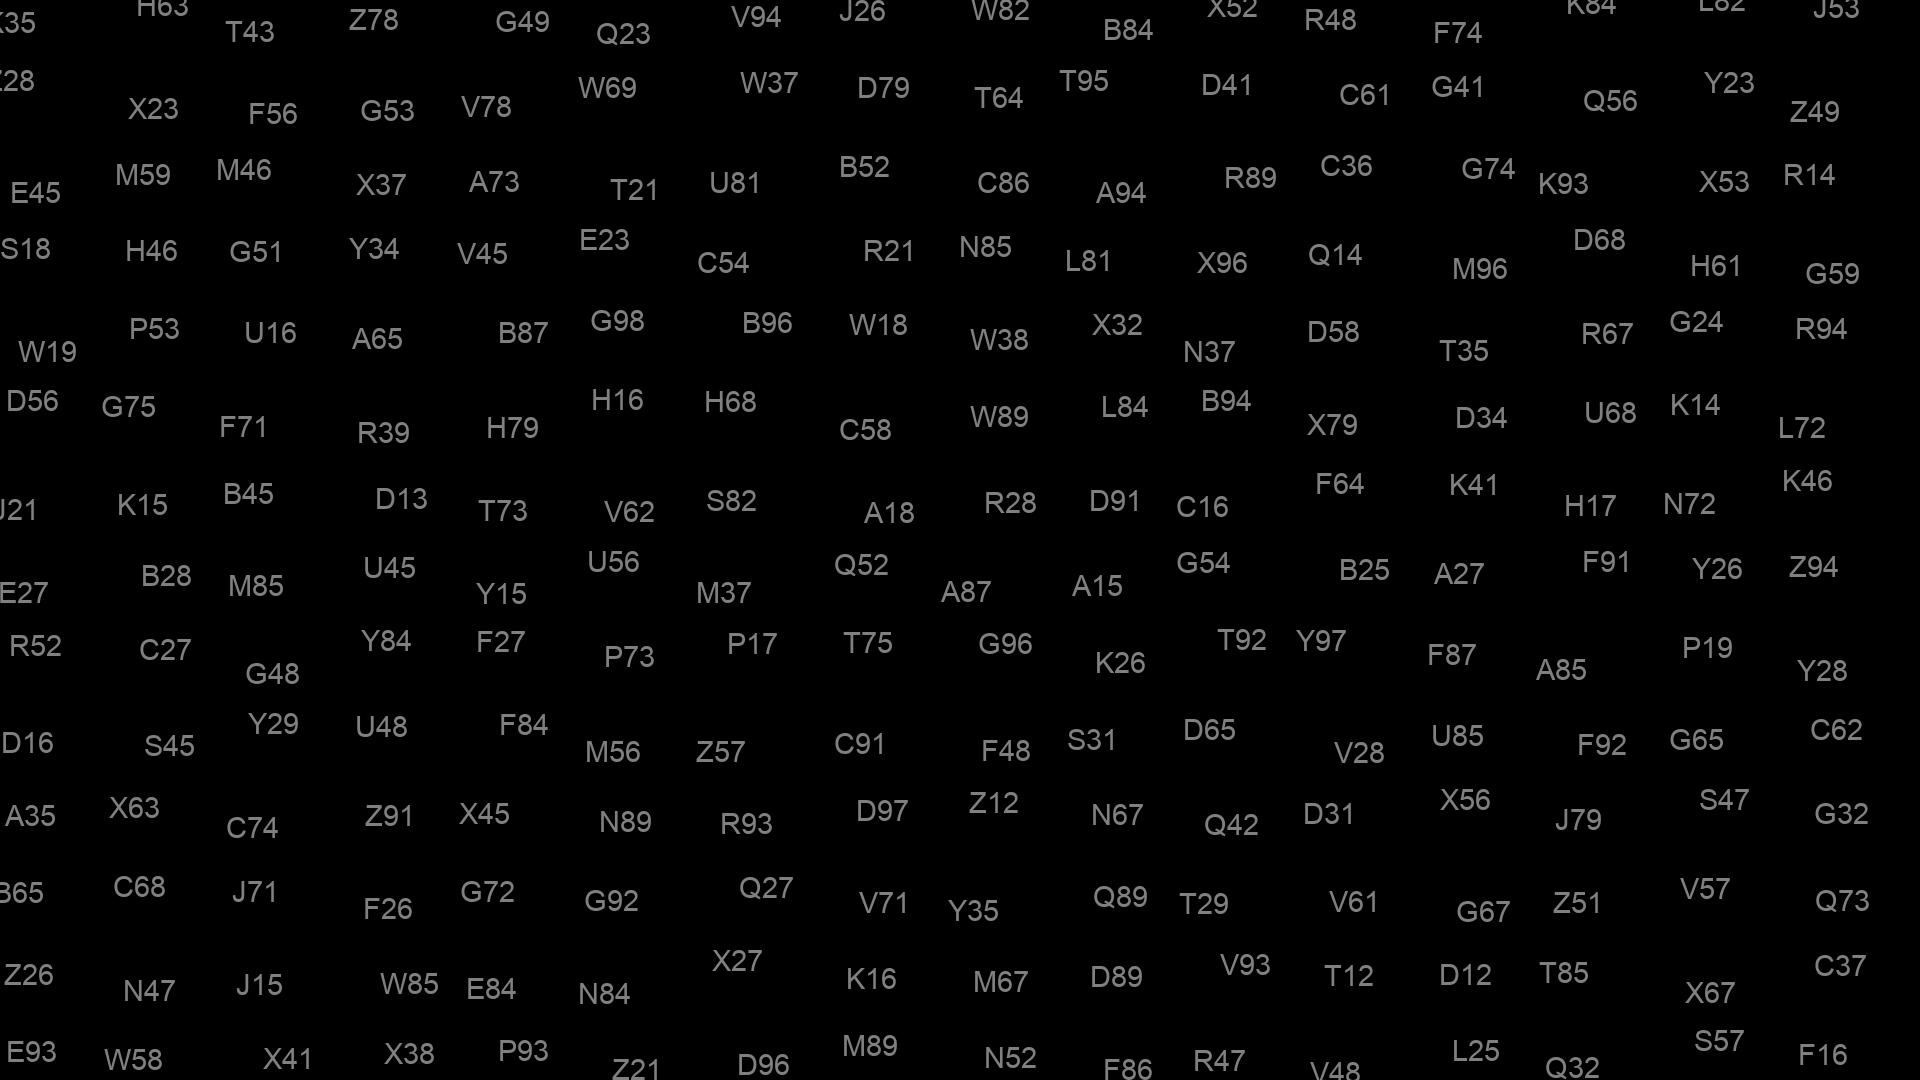 K35 H63 T43 Z78 G49 Q23 V94 J26 W82 B84 X52 R48 F74 K84 L82 J53
Z28 X23 F56 G53 V78 W69 W37 D79 T64 T95 D41 C61 G41 Q56 Y23 Z49
E45 M59 M46 X37 A73 T21 U81 B52 C86 A94 R89 C36 G74 K93 X53 R14
S18 H46 G51 Y34 V45 E23 C54 R21 N85 L81 X96 Q14 M96 D68 H61 G59
W19 P53 U16 A65 B87 G98 B96 W18 W38 X32 N37 D58 T35 R67 G24 R94
D56 G75 F71 R39 H79 H16 H68 C58 W89 L84 B94 X79 D34 U68 K14 L72
K15 B45 D13 T73 V62 S82 A18 R28 D91 C16 F64 K41 H17 N72 K46
E27 B28 M85 U45 Y15 U56 M37 Q52 A87 A15 G54 B25 A27 F91 Y26 Z94
R52 C27 G48 Y84 F27 P73 P17 T75 G96 K26 T92 Y97 F87 A85 P19 Y28
D16 S45 Y29 U48 F84 M56 Z57 C91 F48 S31 D65 V28 U85 F92 G65 C62
A35 X63 C74 Z91 X45 N89 R93 D97 Z12 N67 Q42 D31 X56 J79 S47 G32
B65 C68 J71 F26 G72 G92 Q27 V71 Y35 Q89 T29 V61 G67 Z51 V57 Q73
Z26 N47 J15 W85 E84 N84 X27 K16 M67 D89 V93 T12 D12 T85 X67 C37
E93 W58 X41 X38 P93 Z21 D96 M89 N52 F86 R47 V48 L25 Q32 S57 F16